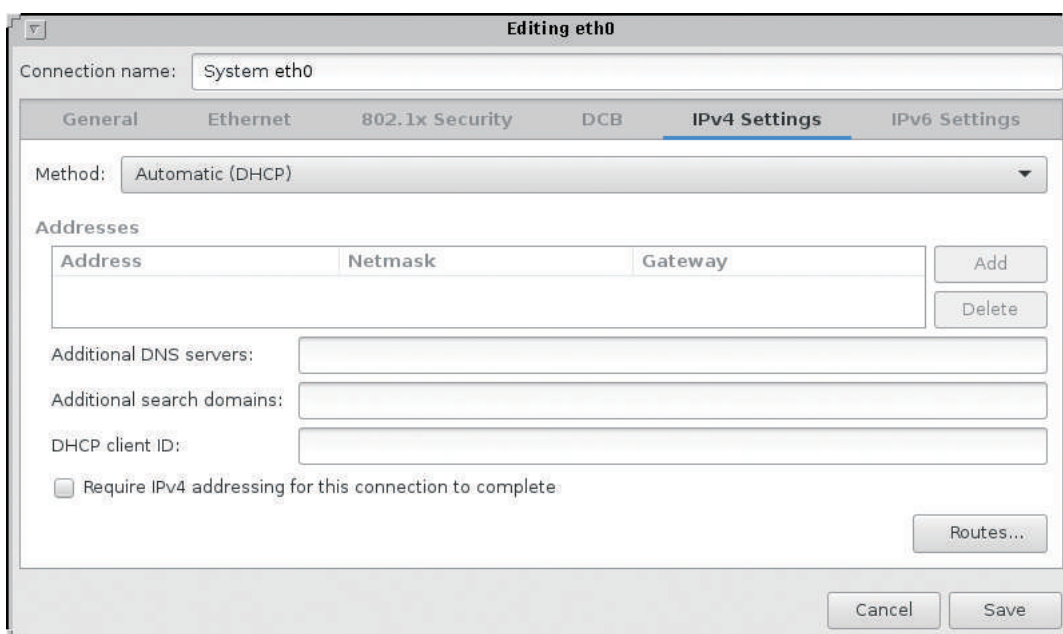 Editing eth0
Connection name: System eth0
General Ethernet 802.1x Security DCB IPv4 Settings IPv6 Settings
Method: Automatic (DHCP)
Addresses
Address Netmask Gateway Add
Delete
Additional DNS servers:
Additional search domains:
DHCP client ID:
Require IPv4 addressing for this connection to complete
Routes...
Cancel Save